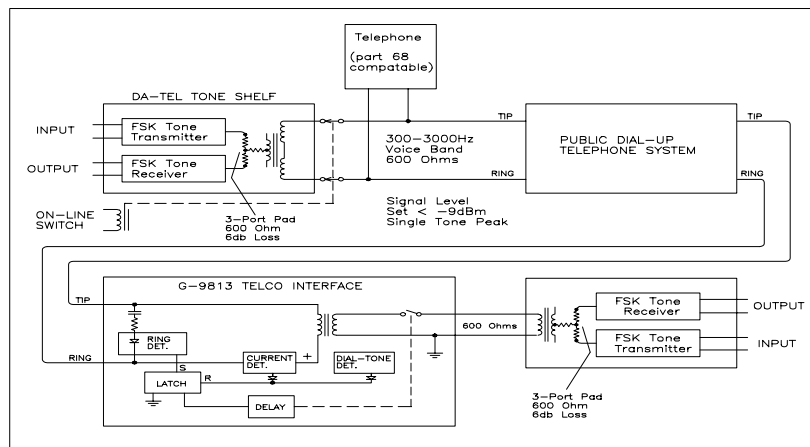 Telephone
(part 68
compatable)
DA-TEL TONE SHELF
INPUT
FSK Tone
Transmitter
OUTPUT
FSK Tone
Receiver
TIP
300-3000Hz
Voice Band
600 Ohms
RING
PUBLIC DIAL-UP
TELEPHONE SYSTEM
TIP
RING
ON-LINE
SWITCH
3-Port Pad
600 Ohm
6db Loss
Signal Level
Set < -9dBm
Single Tone Peak
G-9813 TELCO INTERFACE
TIP
RING
RING
DET.
S
R
LATCH
CURRENT
DET.
+
DIAL-TONE
DET.
DELAY
600 Ohms
FSK Tone
Receiver
OUTPUT
FSK Tone
Transmitter
INPUT
3-Port Pad
600 Ohm
6db Loss